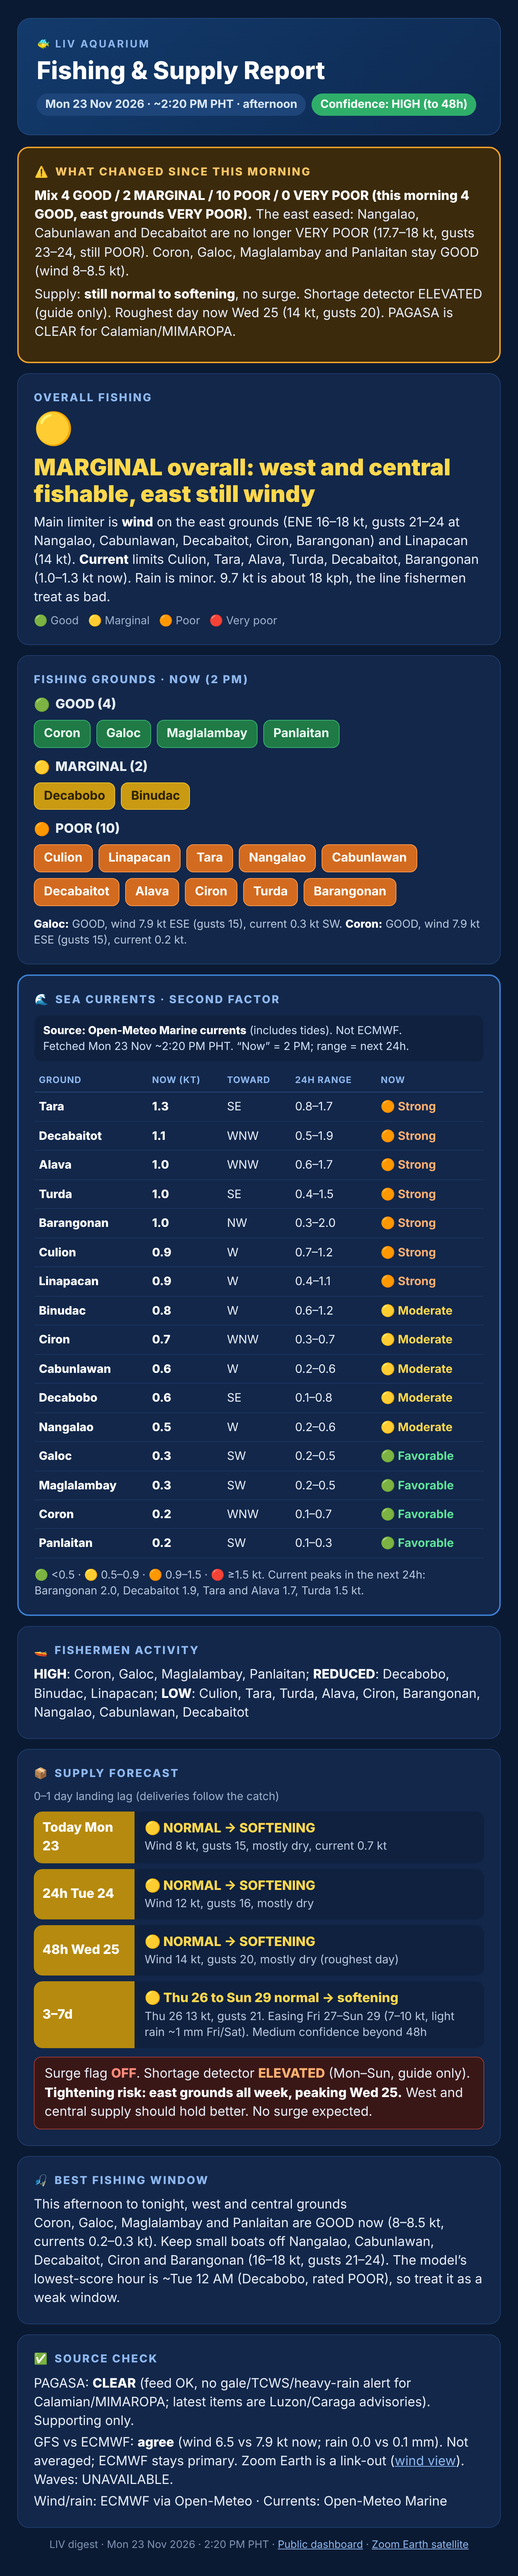 LIV AQUARIUM
Fishing & Supply Report
Mon 23 Nov 2026 · ~2:20 PM PHT · afternoon
Confidence: HIGH (to 48h)
WHAT CHANGED SINCE THIS MORNING
Mix 4 GOOD / 2 MARGINAL / 10 POOR / 0 VERY POOR (this morning 4
GOOD, east grounds VERY POOR). The east eased: Nangalao,
Cabunlawan and Decabaitot are no longer VERY POOR (17.7–18 kt, gusts
23–24, still POOR). Coron, Galoc, Maglalambay and Panlaitan stay GOOD
(wind 8–8.5 kt).
Supply: still normal to softening, no surge. Shortage detector ELEVATED
(guide only). Roughest day now Wed 25 (14 kt, gusts 20). PAGASA is
CLEAR for Calamian/MIMAROPA.
OVERALL FISHING
MARGINAL overall: west and central
fishable, east still windy
Main limiter is wind on the east grounds (ENE 16–18 kt, gusts 21–24 at
Nangalao, Cabunlawan, Decabaitot, Ciron, Barangonan) and Linapacan
(14 kt). Current limits Culion, Tara, Alava, Turda, Decabaitot, Barangonan
(1.0–1.3 kt now). Rain is minor. 9.7 kt is about 18 kph, the line fishermen
treat as bad.
Good Marginal Poor Very poor
FISHING GROUNDS · NOW (2 PM)
GOOD (4)
Coron Galoc Maglalambay Panlaitan
MARGINAL (2)
Decabobo Binudac
POOR (10)
Culion Linapacan Tara Nangalao Cabunlawan
Decabaitot Alava Ciron Turda Barangonan
Galoc: GOOD, wind 7.9 kt ESE (gusts 15), current 0.3 kt SW. Coron: GOOD, wind 7.9 kt
ESE (gusts 15), current 0.2 kt.
SEA CURRENTS · SECOND FACTOR
Source: Open-Meteo Marine currents (includes tides). Not ECMWF.
Fetched Mon 23 Nov ~2:20 PM PHT. “Now” = 2 PM; range = next 24h.
GROUND NOW (KT) TOWARD 24H RANGE NOW
Tara 1.3 SE 0.8–1.7 Strong
Decabaitot 1.1 WNW 0.5–1.9 Strong
Alava 1.0 WNW 0.6–1.7 Strong
Turda 1.0 SE 0.4–1.5 Strong
Barangonan 1.0 NW 0.3–2.0 Strong
Culion 0.9 W 0.7–1.2 Strong
Linapacan 0.9 W 0.4–1.1 Strong
Binudac 0.8 W 0.6–1.2 Moderate
Ciron 0.7 WNW 0.3–0.7 Moderate
Cabunlawan 0.6 W 0.2–0.6 Moderate
Decabobo 0.6 SE 0.1–0.8 Moderate
Nangalao 0.5 W 0.2–0.6 Moderate
Galoc 0.3 SW 0.2–0.5 Favorable
Maglalambay 0.3 SW 0.2–0.5 Favorable
Coron 0.2 WNW 0.1–0.7 Favorable
Panlaitan 0.2 SW 0.1–0.3 Favorable
<0.5 · 0.5–0.9 · 0.9–1.5 · ≥1.5 kt. Current peaks in the next 24h:
Barangonan 2.0, Decabaitot 1.9, Tara and Alava 1.7, Turda 1.5 kt.
FISHERMEN ACTIVITY
HIGH: Coron, Galoc, Maglalambay, Panlaitan; REDUCED: Decabobo,
Binudac, Linapacan; LOW: Culion, Tara, Turda, Alava, Ciron, Barangonan,
Nangalao, Cabunlawan, Decabaitot
SUPPLY FORECAST
0–1 day landing lag (deliveries follow the catch)
Today Mon
23
NORMAL → SOFTENING
Wind 8 kt, gusts 15, mostly dry, current 0.7 kt
24h Tue 24
NORMAL → SOFTENING
Wind 12 kt, gusts 16, mostly dry
48h Wed 25
NORMAL → SOFTENING
Wind 14 kt, gusts 20, mostly dry (roughest day)
3–7d
Thu 26 to Sun 29 normal → softening
Thu 26 13 kt, gusts 21. Easing Fri 27–Sun 29 (7–10 kt, light
rain ~1 mm Fri/Sat). Medium confidence beyond 48h
Surge flag OFF. Shortage detector ELEVATED (Mon–Sun, guide only).
Tightening risk: east grounds all week, peaking Wed 25. West and
central supply should hold better. No surge expected.
BEST FISHING WINDOW
This afternoon to tonight, west and central grounds
Coron, Galoc, Maglalambay and Panlaitan are GOOD now (8–8.5 kt,
currents 0.2–0.3 kt). Keep small boats off Nangalao, Cabunlawan,
Decabaitot, Ciron and Barangonan (16–18 kt, gusts 21–24). The model’s
lowest-score hour is ~Tue 12 AM (Decabobo, rated POOR), so treat it as a
weak window.
SOURCE CHECK
PAGASA: CLEAR (feed OK, no gale/TCWS/heavy-rain alert for
Calamian/MIMAROPA; latest items are Luzon/Caraga advisories).
Supporting only.
GFS vs ECMWF: agree (wind 6.5 vs 7.9 kt now; rain 0.0 vs 0.1 mm). Not
averaged; ECMWF stays primary. Zoom Earth is a link-out (wind view).
Waves: UNAVAILABLE.
Wind/rain: ECMWF via Open-Meteo · Currents: Open-Meteo Marine
LIV digest · Mon 23 Nov 2026 · 2:20 PM PHT · Public dashboard · Zoom Earth satellite